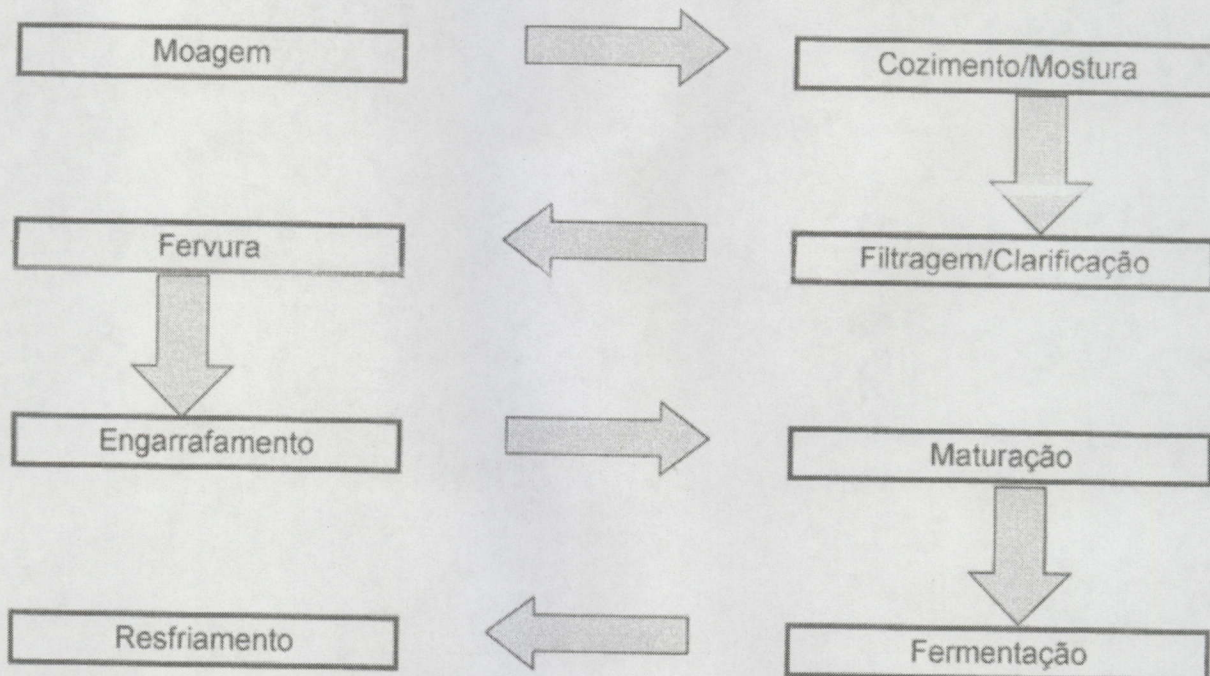 Moagem
Cozimento/Mostura
Filtragem/Clarificação
Fervura
Engarrafamento
Maturação
Fermentação
Resfriamento